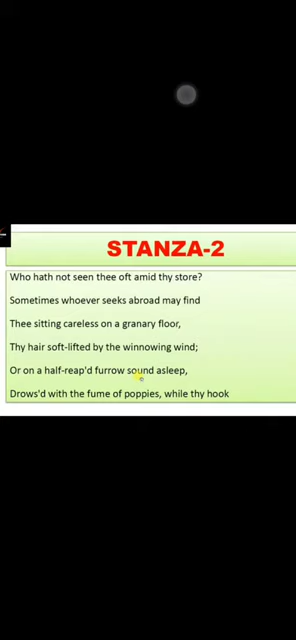 STANZA-2
Who hath not seen thee oft amid thy store?
Sometimes whoever seeks abroad may find
Thee sitting careless on a granary floor,
Thy hair soft-lifted by the winnowing wind;
Or on a half-reap'd furrow sound asleep,
Drows'd with the fume of poppies, while thy hook